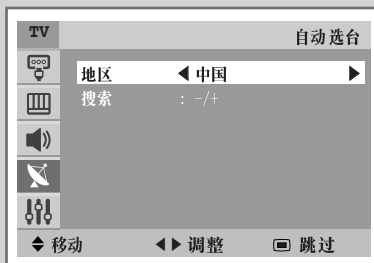 TV
自动选台
地区 ◀ 中国 ▶
搜索 : -/+
移动 ◀▶ 调整 跳过